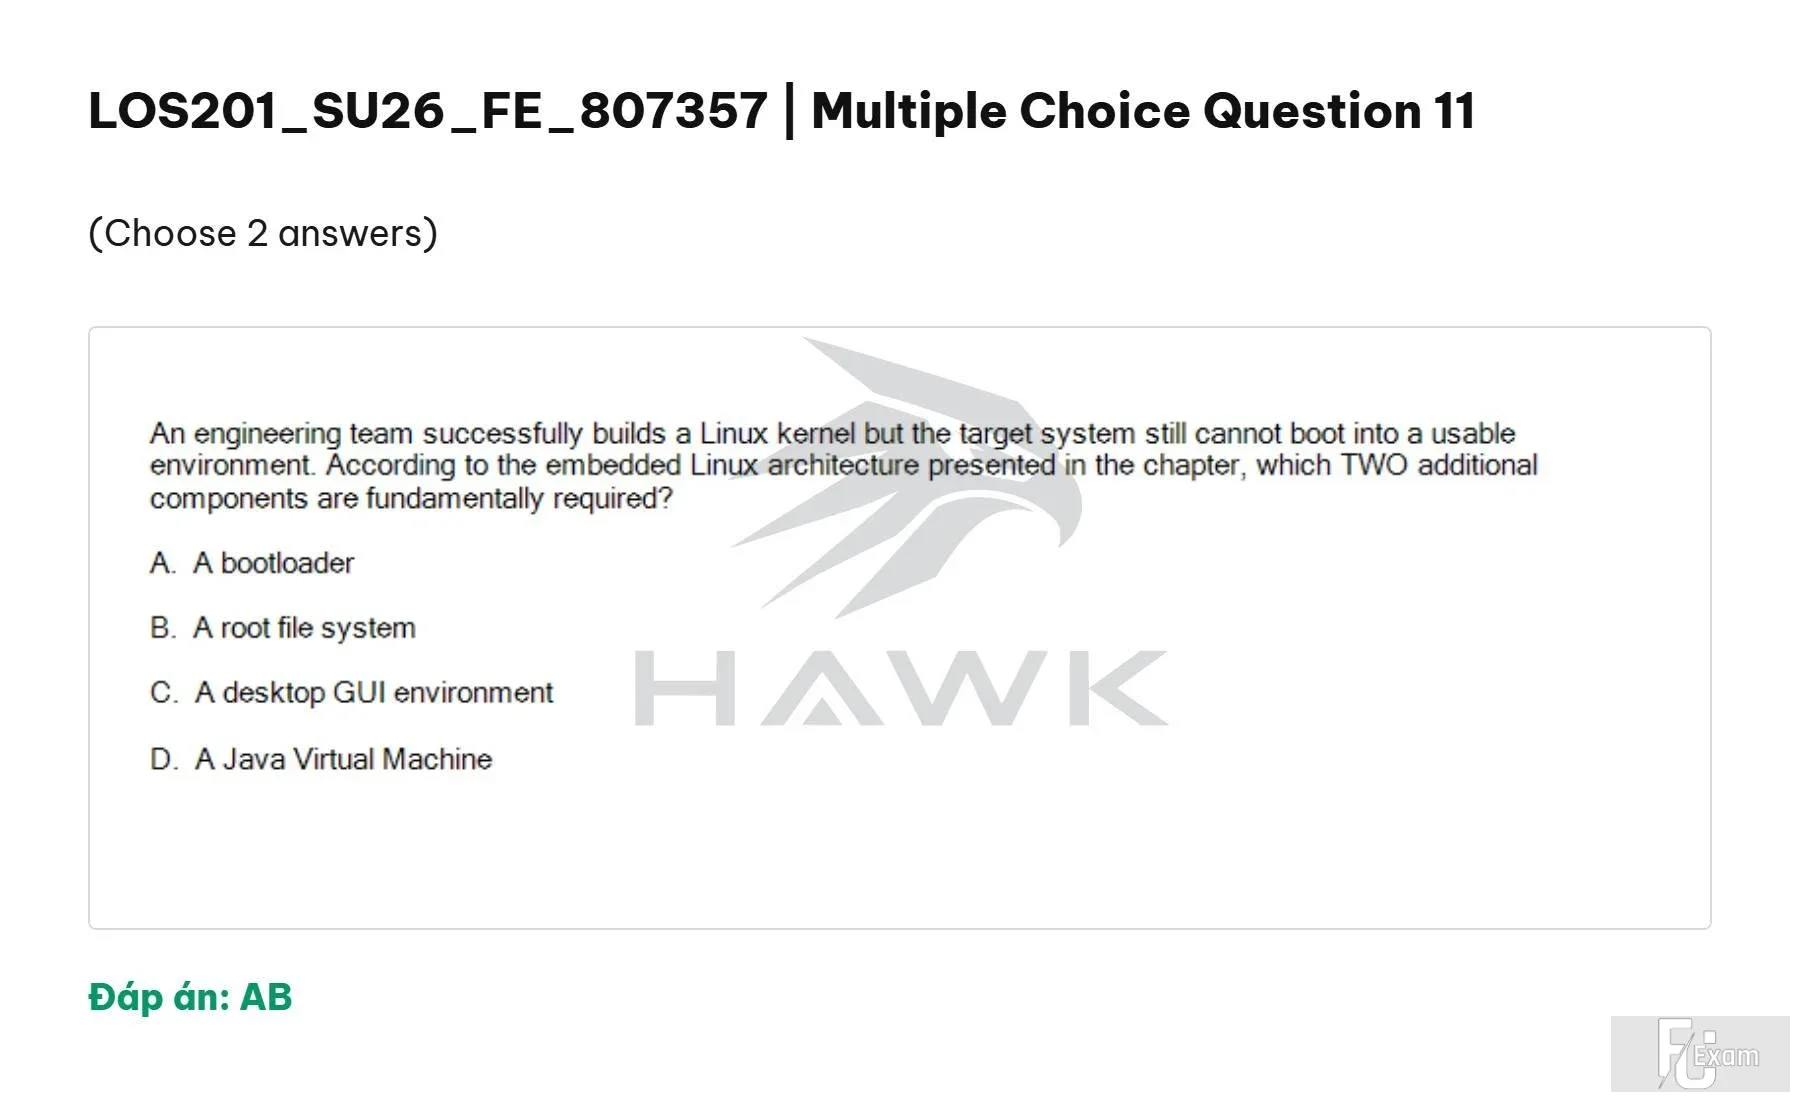 LOS201_SU26_FE_807357 | Multiple Choice Question 11
(Choose 2 answers)
An engineering team successfully builds a Linux kernel but the target system still cannot boot into a usable
environment. According to the embedded Linux architecture presented in the chapter, which TWO additional
components are fundamentally required?
A. A bootloader
B. A root file system
C. A desktop GUI environment
D. A Java Virtual Machine
HAWK
Đáp án: AB
FU Exam